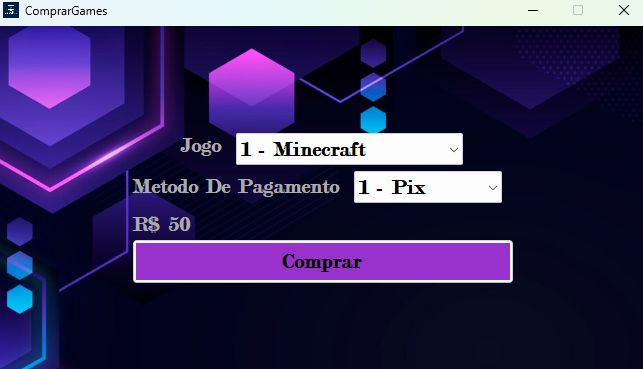 ComprarGames
Jogo 1 - Minecraft
Metodo De Pagamento 1 - Pix
R$ 50
Comprar